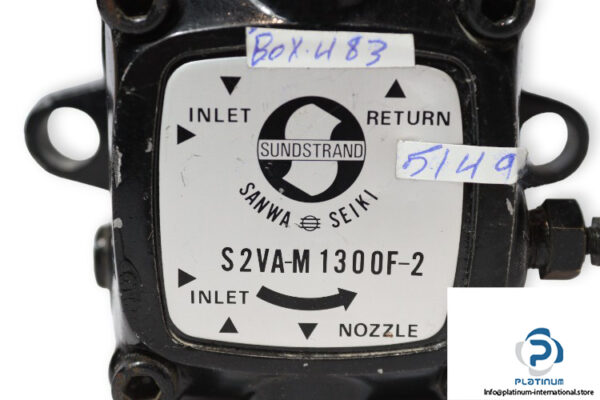 BOX.483
INLET
RETURN
SUNDSTRAND
5149
SANWA SEIKI
S2VA-M1300F-2
INLET
NOZZLE
PLATINUM
Info@platinum-international.store